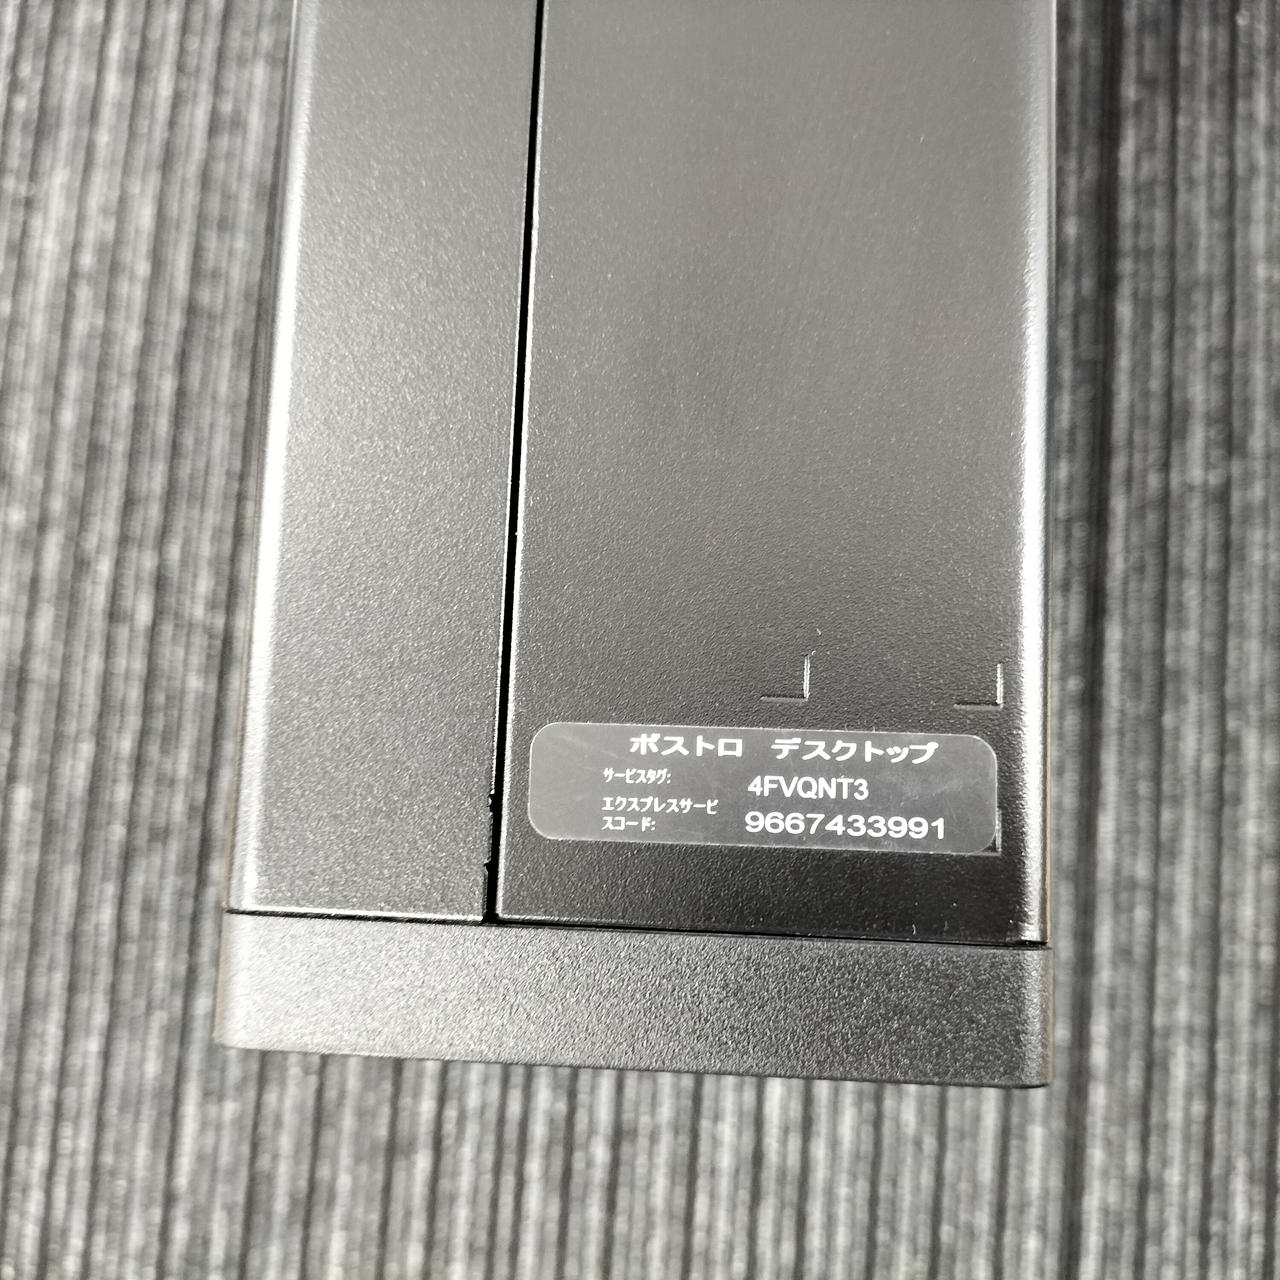 ボストロ デスクトップ
サービスタグ: 4FVQNT3
エクスプレスサービ
スコード: 9667433991